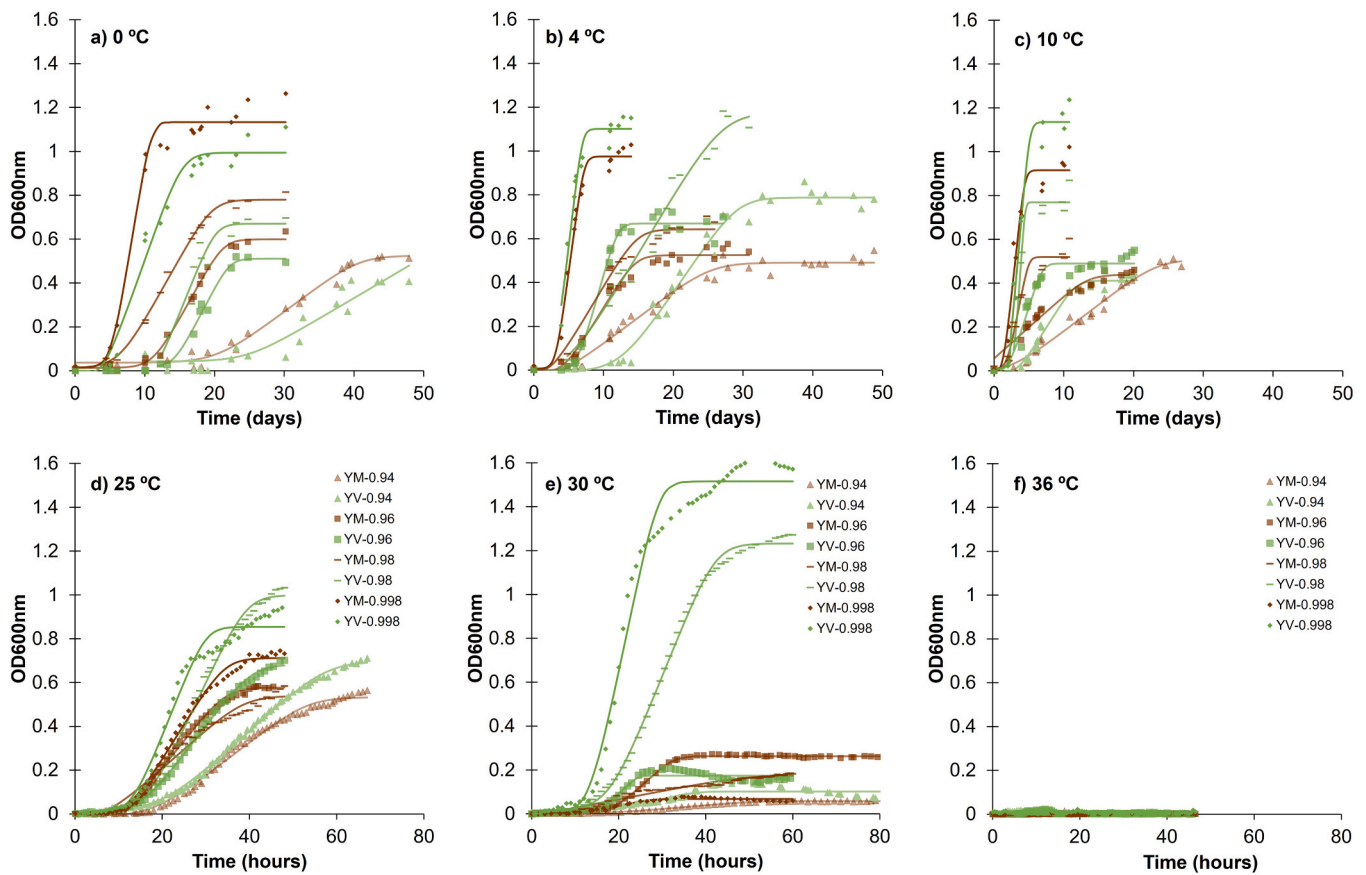 a) 0 ºC
OD600nm
1.6
1.4
1.2
1
0.8
0.6
0.4
0.2
0
0
10
20
30
40
50
Time (days)
b) 4 ºC
OD600nm
1.6
1.4
1.2
1
0.8
0.6
0.4
0.2
0
0
10
20
30
40
50
Time (days)
c) 10 ºC
OD600nm
1.6
1.4
1.2
1
0.8
0.6
0.4
0.2
0
0
10
20
30
40
50
Time (days)
d) 25 ºC
OD600nm
1.6
1.4
1.2
1
0.8
0.6
0.4
0.2
0
YM-0.94
YV-0.94
YM-0.96
YV-0.96
YM-0.98
YV-0.98
YM-0.998
YV-0.998
0
20
40
60
80
Time (hours)
e) 30 ºC
OD600nm
1.6
1.4
1.2
1
0.8
0.6
0.4
0.2
0
YM-0.94
YV-0.94
YM-0.96
YV-0.96
YM-0.98
YV-0.98
YM-0.998
YV-0.998
0
20
40
60
80
Time (hours)
f) 36 ºC
OD600nm
1.6
1.4
1.2
1
0.8
0.6
0.4
0.2
0
YM-0.94
YV-0.94
YM-0.96
YV-0.96
YM-0.98
YV-0.98
YM-0.998
YV-0.998
0
20
40
60
80
Time (hours)